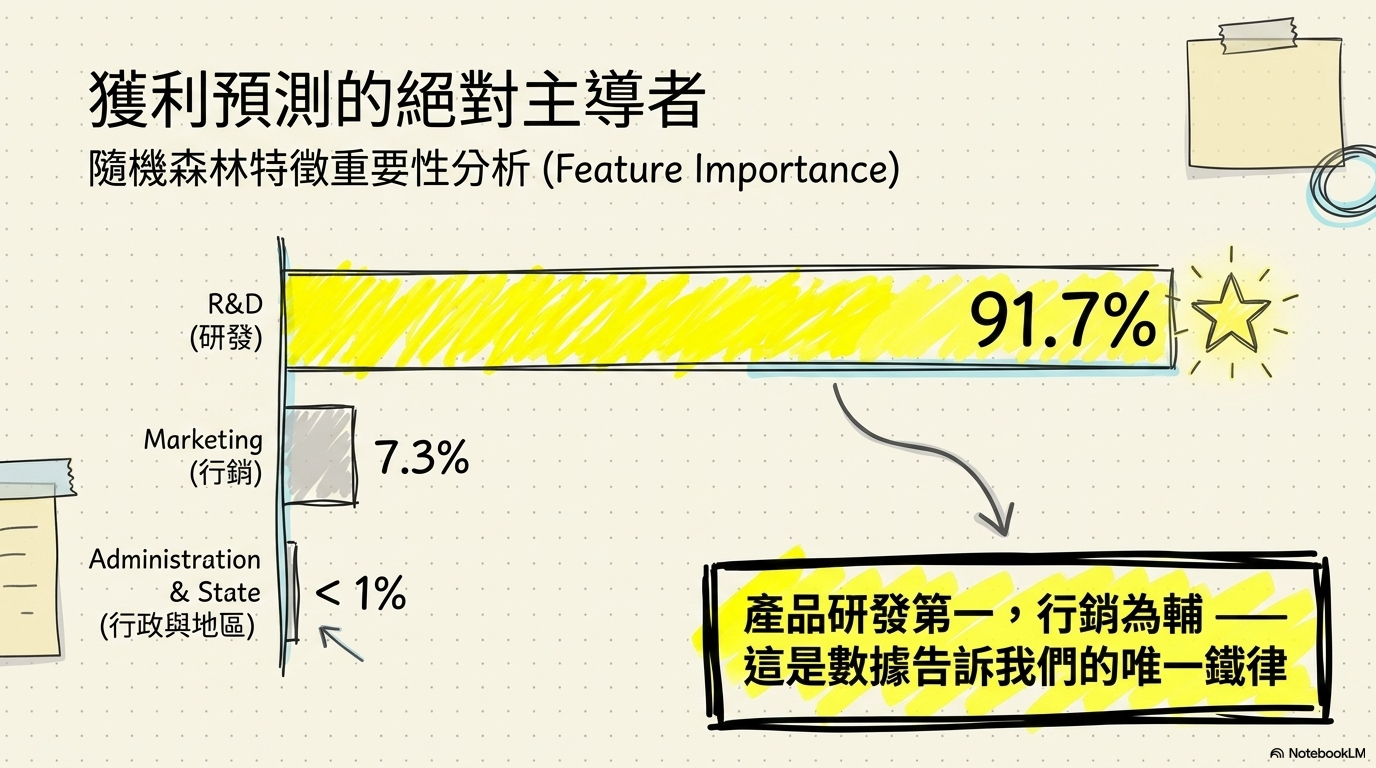 獲利預測的絕對主導者
隨機森林特徵重要性分析 (Feature Importance)
R&D
(研發)
91.7%
Marketing
(行銷)
7.3%
Administration
& State
(行政與地區)
< 1%
產品研發第一，行銷為輔 ——
這是數據告訴我們的唯一鐵律
NotebookLM